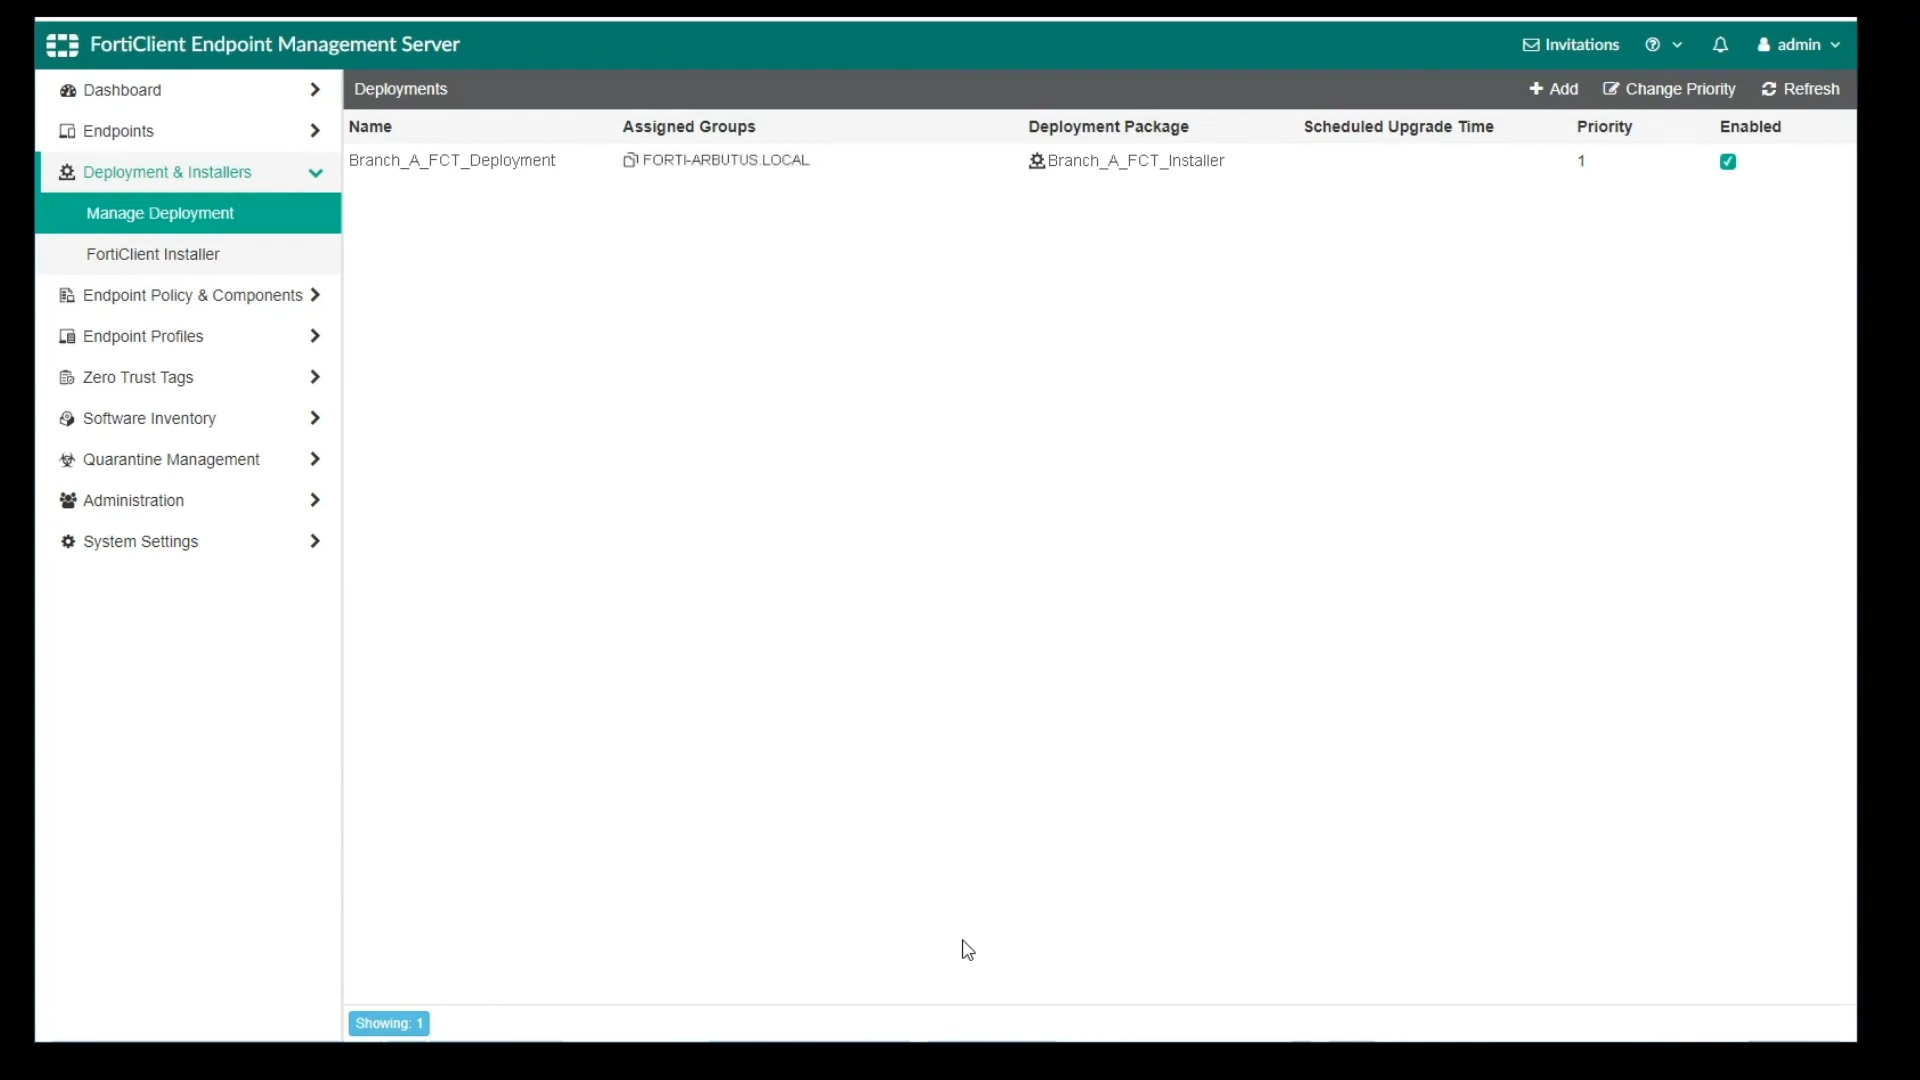 FortiClient Endpoint Management Server
Invitations
admin
Dashboard
Endpoints
Deployment & Installers
Manage Deployment
FortiClient Installer
Endpoint Policy & Components
Endpoint Profiles
Zero Trust Tags
Software Inventory
Quarantine Management
Administration
System Settings
Deployments
Add
Change Priority
Refresh
Name Assigned Groups Deployment Package Scheduled Upgrade Time Priority Enabled
Branch_A_FCT_Deployment FORTI-ARBUTUS.LOCAL Branch_A_FCT_Installer 1
Showing: 1